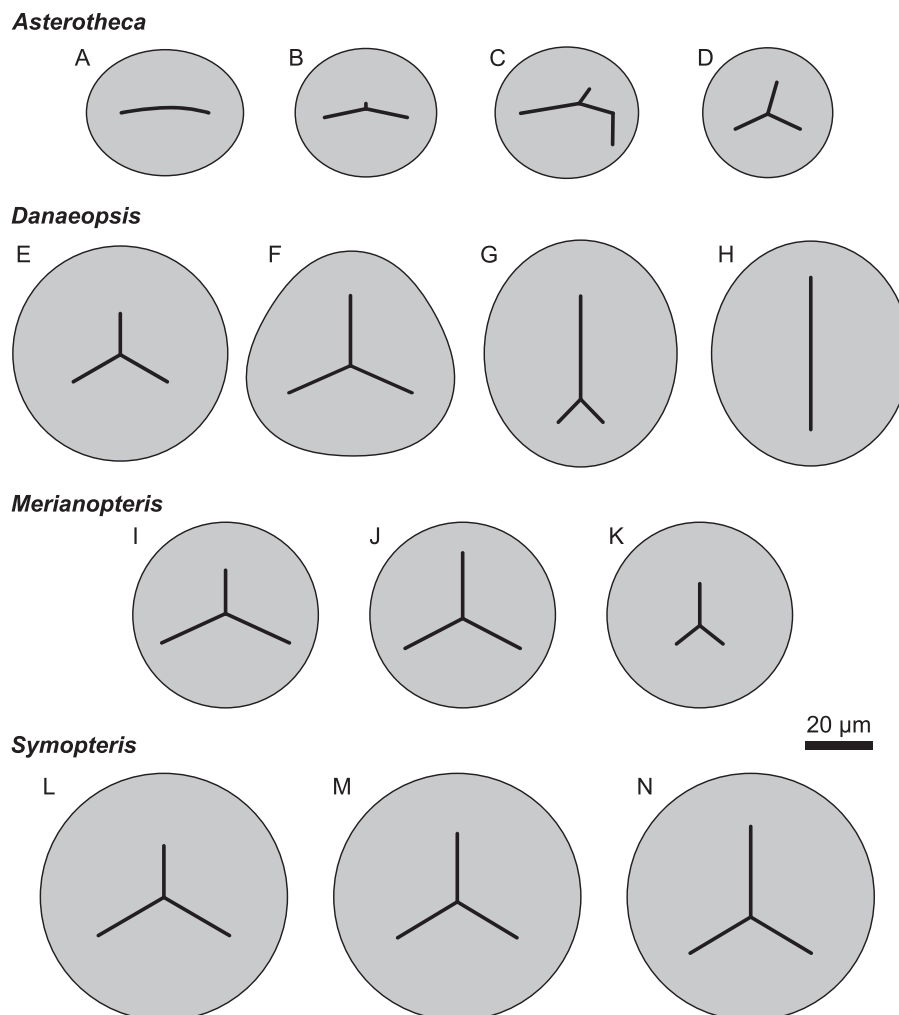 Asterotheca
A B C D
Danaeopsis
E F G H
Merianopteris
I J K
20 µm
Symopteris
L M N